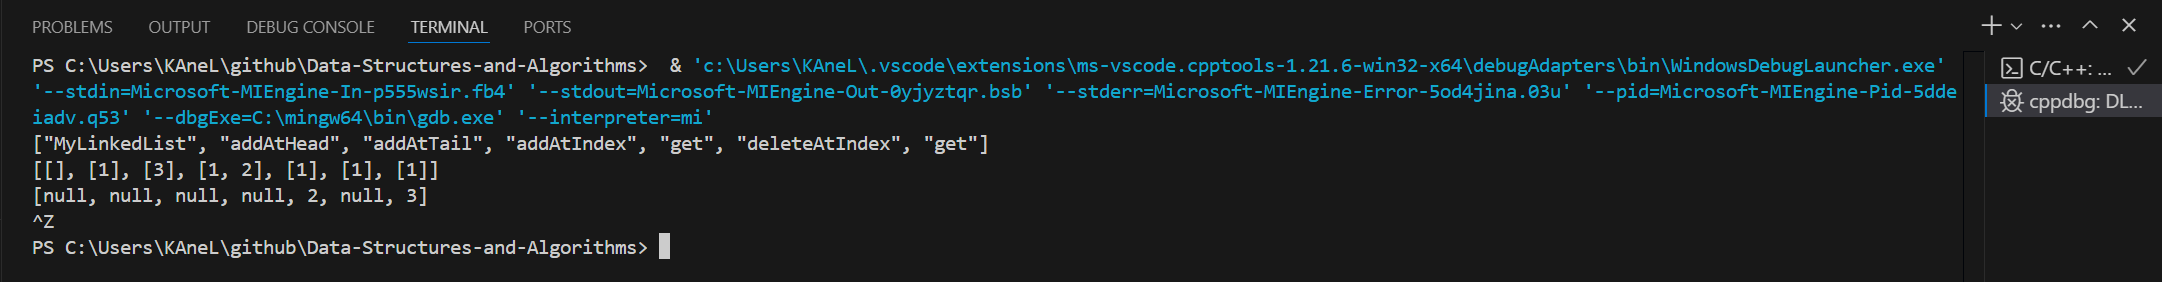 PROBLEMS OUTPUT DEBUG CONSOLE TERMINAL PORTS
PS C:\Users\KAneL\github\Data-Structures-and-Algorithms>  & 'c:\Users\KAneL\.vscode\extensions\ms-vscode.cpptools-1.21.6-win32-x64\debugAdapters\bin\WindowsDebugLauncher.exe'
'--stdin=Microsoft-MIEngine-In-p555wsir.fb4' '--stdout=Microsoft-MIEngine-Out-0yjyztqr.bsb' '--stderr=Microsoft-MIEngine-Error-5od4jina.03u' '--pid=Microsoft-MIEngine-Pid-5dde
iadv.q53' '--dbgExe=C:\mingw64\bin\gdb.exe' '--interpreter=mi'
["MyLinkedList", "addAtHead", "addAtTail", "addAtIndex", "get", "deleteAtIndex", "get"]
[[], [1], [3], [1, 2], [1], [1], [1]]
[null, null, null, null, 2, null, 3]
^Z
PS C:\Users\KAneL\github\Data-Structures-and-Algorithms>
C/C++: ...
cppdbg: DL...